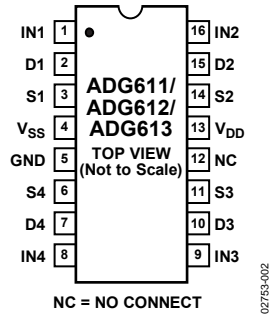 IN1 1 16 IN2
D1 2 15 D2
S1 3 ADG611/ 14 S2
ADG612/
VSS 4 ADG613 13 VDD
GND 5 TOP VIEW 12 NC
(Not to Scale)
S4 6 11 S3
D4 7 10 D3
IN4 8 9 IN3
NC = NO CONNECT
02753-002